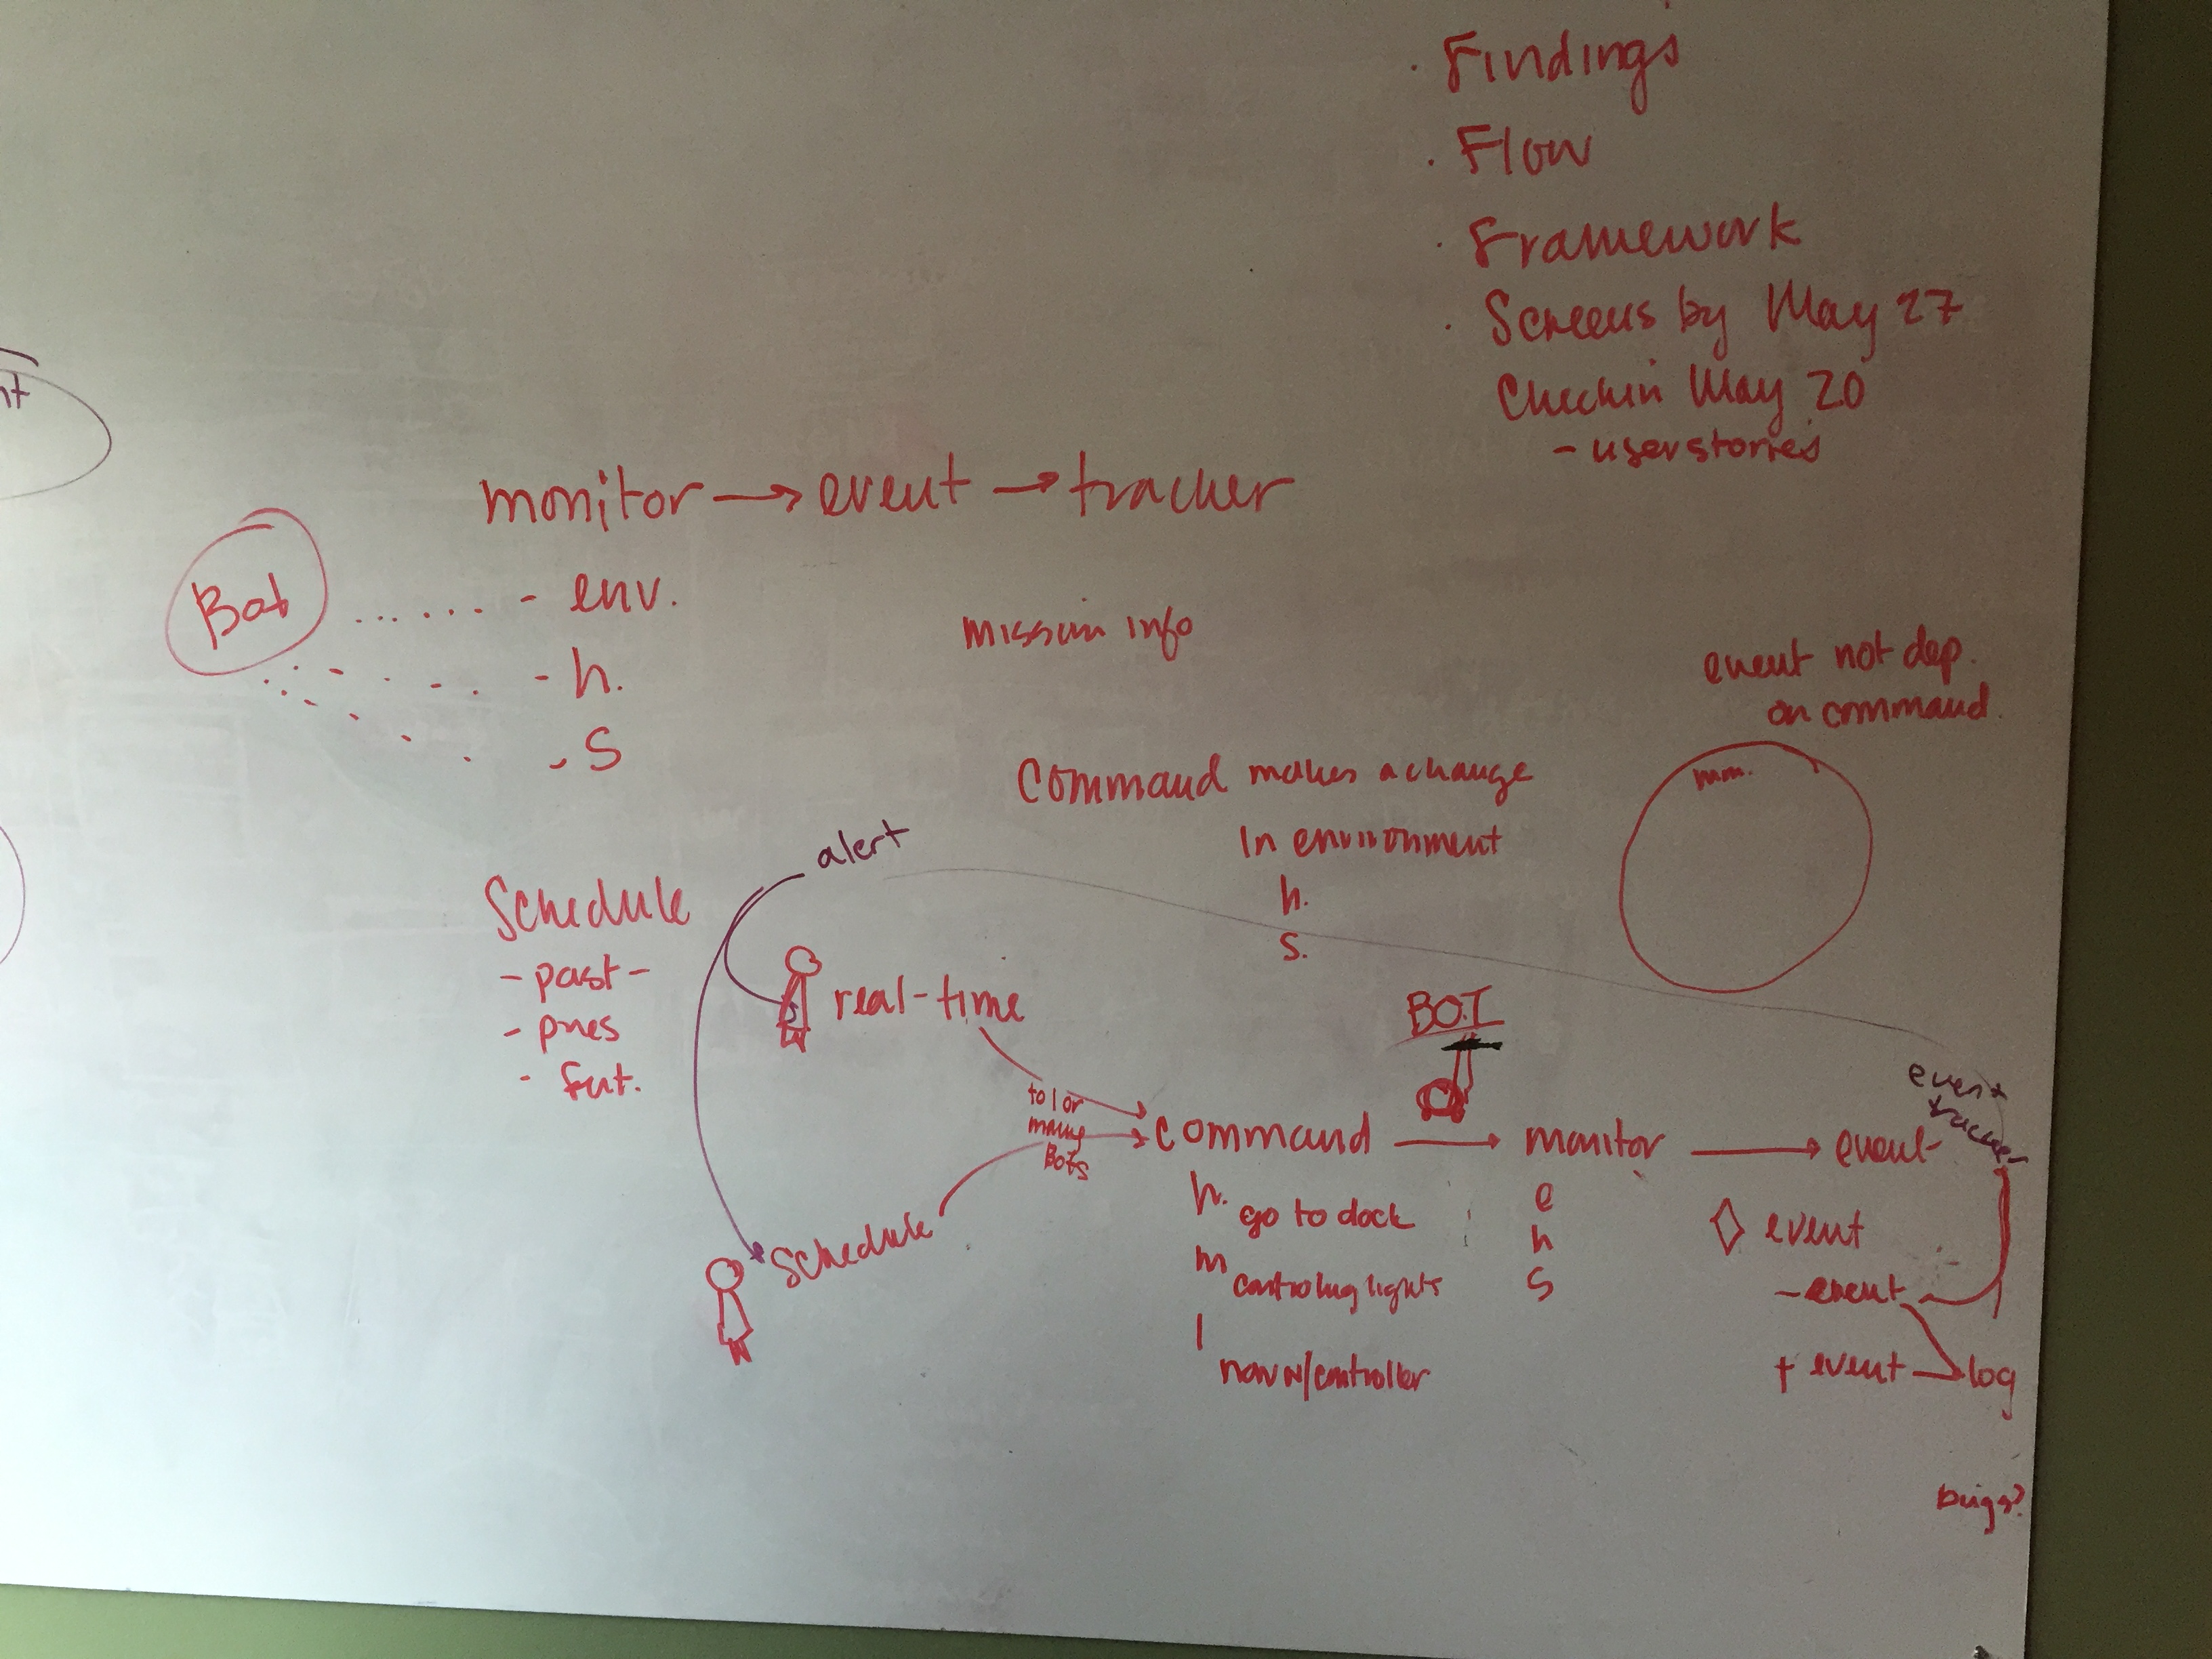 · Findings
· Flow
· Framework
· Screens by May 27
Checkin May 20
- user stories
nt
monitor → event → tracker
Bot
- env.
- h.
- S
mission info
event not dep.
on command.
mm.
Command makes a change
In environment
h.
s.
alert
Schedule
- past -
- pres
- fut.
real-time
to 1 or
many
Bots
schedule
BOT
command → monitor → event
event
tracker
h. go to dock
m controlling lights
l
nav w/controller
e
h
S
◇ event
- event
+ event
log
bugs?